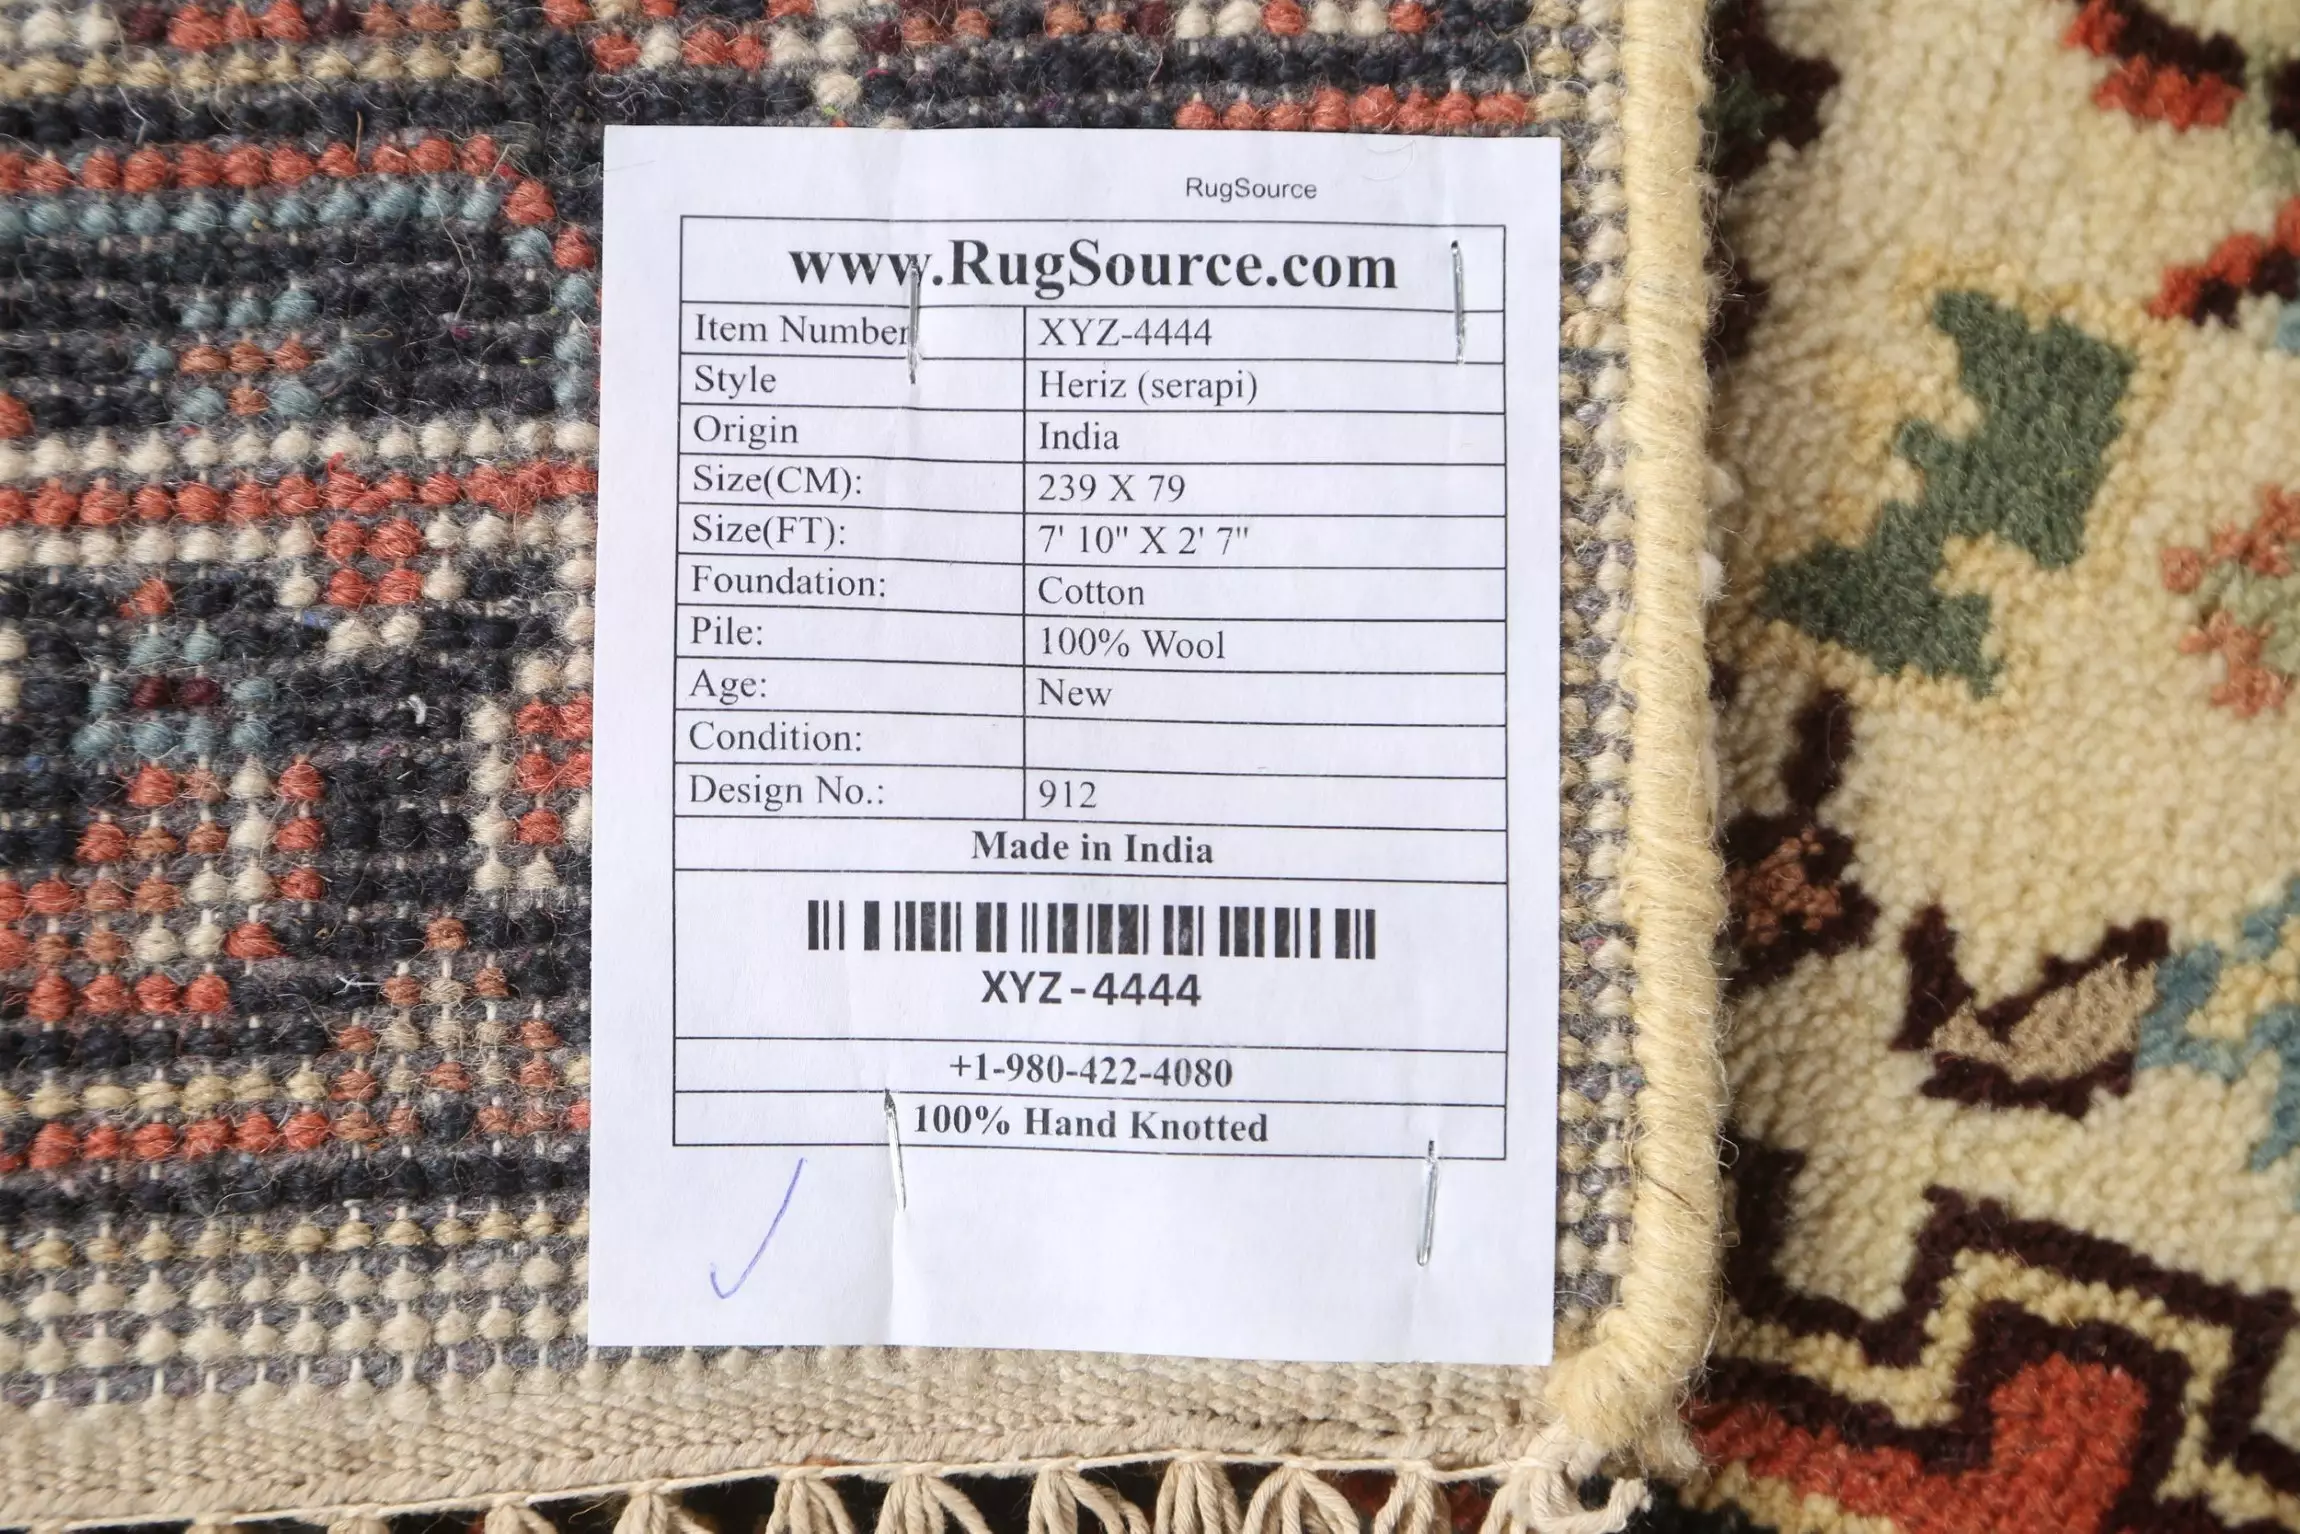 RugSource
www.RugSource.com
Item Number XYZ-4444
Style Heriz (serapi)
Origin India
Size(CM): 239 X 79
Size(FT): 7' 10" X 2' 7"
Foundation: Cotton
Pile: 100% Wool
Age: New
Condition:
Design No.: 912
Made in India
XYZ-4444
+1-980-422-4080
100% Hand Knotted